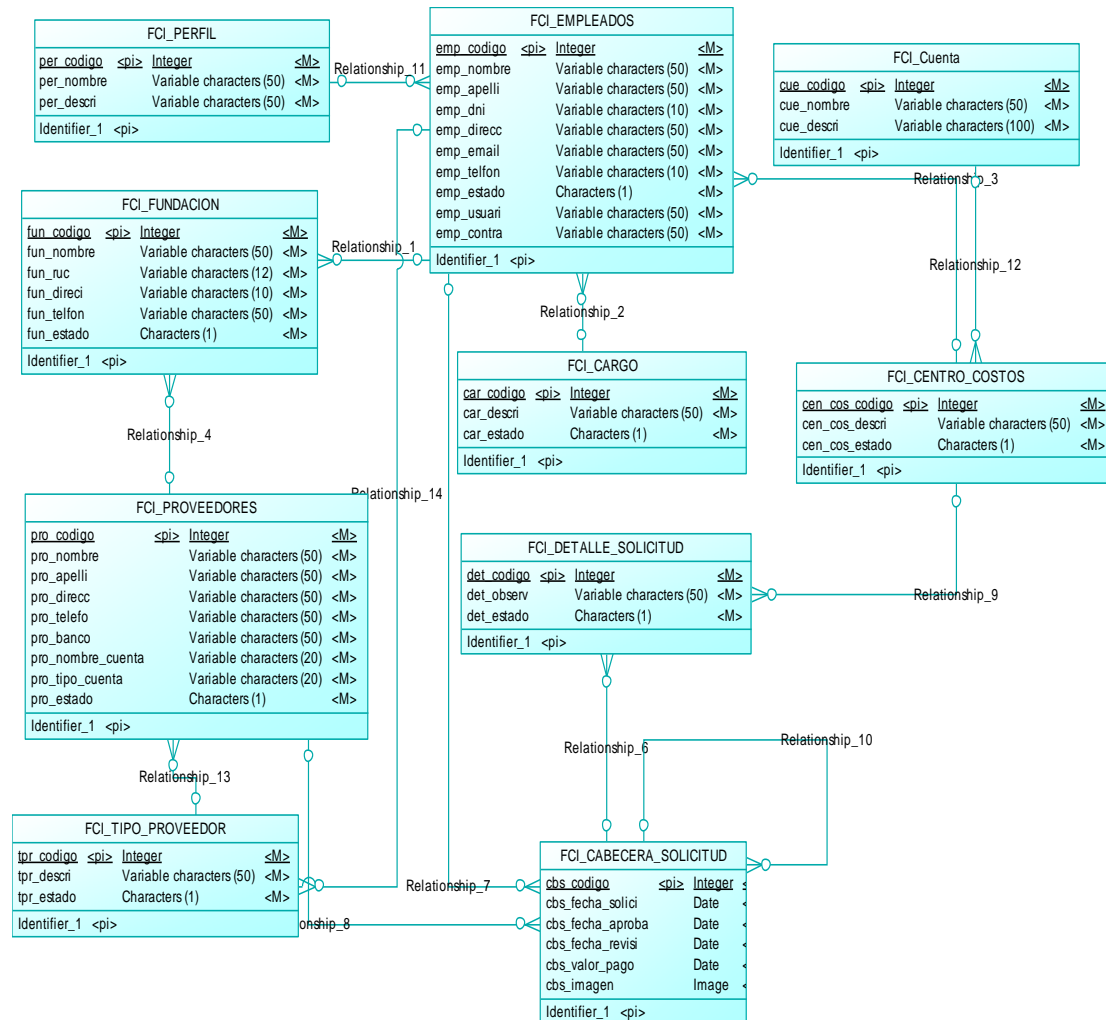 FCI_PERFIL
per_codigo <pi> Integer <M>
per_nombre Variable characters (50) <M>
per_descri Variable characters (50) <M>
Identifier_1 <pi>
Relationship_11
FCI_EMPLEADOS
emp_codigo <pi> Integer <M>
emp_nombre Variable characters (50) <M>
emp_apelli Variable characters (50) <M>
emp_dni Variable characters (10) <M>
emp_direcc Variable characters (50) <M>
emp_email Variable characters (50) <M>
emp_telfon Variable characters (10) <M>
emp_estado Characters (1) <M>
emp_usuari Variable characters (50) <M>
emp_contra Variable characters (50) <M>
Identifier_1 <pi>
FCI_Cuenta
cue_codigo <pi> Integer <M>
cue_nombre Variable characters (50) <M>
cue_descri Variable characters (100) <M>
Identifier_1 <pi>
Relationship_3
FCI_FUNDACION
fun_codigo <pi> Integer <M>
fun_nombre Variable characters (50) <M>
fun_ruc Variable characters (12) <M>
fun_direci Variable characters (10) <M>
fun_telfon Variable characters (50) <M>
fun_estado Characters (1) <M>
Identifier_1 <pi>
Relationship_1
Relationship_12
Relationship_2
FCI_CARGO
car_codigo <pi> Integer <M>
car_descri Variable characters (50) <M>
car_estado Characters (1) <M>
Identifier_1 <pi>
FCI_CENTRO_COSTOS
cen_cos_codigo <pi> Integer <M>
cen_cos_descri Variable characters (50) <M>
cen_cos_estado Characters (1) <M>
Identifier_1 <pi>
Relationship_4
Relationship_14
FCI_PROVEEDORES
pro_codigo <pi> Integer <M>
pro_nombre Variable characters (50) <M>
pro_apelli Variable characters (50) <M>
pro_direcc Variable characters (50) <M>
pro_telefo Variable characters (50) <M>
pro_banco Variable characters (50) <M>
pro_nombre_cuenta Variable characters (20) <M>
pro_tipo_cuenta Variable characters (20) <M>
pro_estado Characters (1) <M>
Identifier_1 <pi>
FCI_DETALLE_SOLICITUD
det_codigo <pi> Integer <M>
det_observ Variable characters (50) <M>
det_estado Characters (1) <M>
Identifier_1 <pi>
Relationship_9
Relationship_6
Relationship_10
Relationship_13
FCI_TIPO_PROVEEDOR
tpr_codigo <pi> Integer <M>
tpr_descri Variable characters (50) <M>
tpr_estado Characters (1) <M>
Identifier_1 <pi>
Relationship_7
onship_8
FCI_CABECERA_SOLICITUD
cbs_codigo <pi> Integer <
cbs_fecha_solici Date <
cbs_fecha_aproba Date <
cbs_fecha_revisi Date <
cbs_valor_pago Date <
cbs_imagen Image <
Identifier_1 <pi>